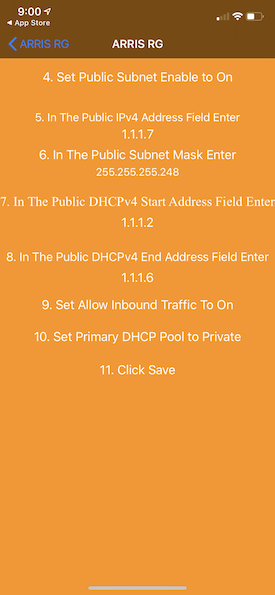 9:00
App Store
ARRIS RG
ARRIS RG
4. Set Public Subnet Enable to On
5. In The Public IPv4 Address Field Enter
1.1.1.7
6. In The Public Subnet Mask Enter
255.255.255.248
7. In The Public DHCPv4 Start Address Field Enter
1.1.1.2
8. In The Public DHCPv4 End Address Field Enter
1.1.1.6
9. Set Allow Inbound Traffic To On
10. Set Primary DHCP Pool to Private
11. Click Save